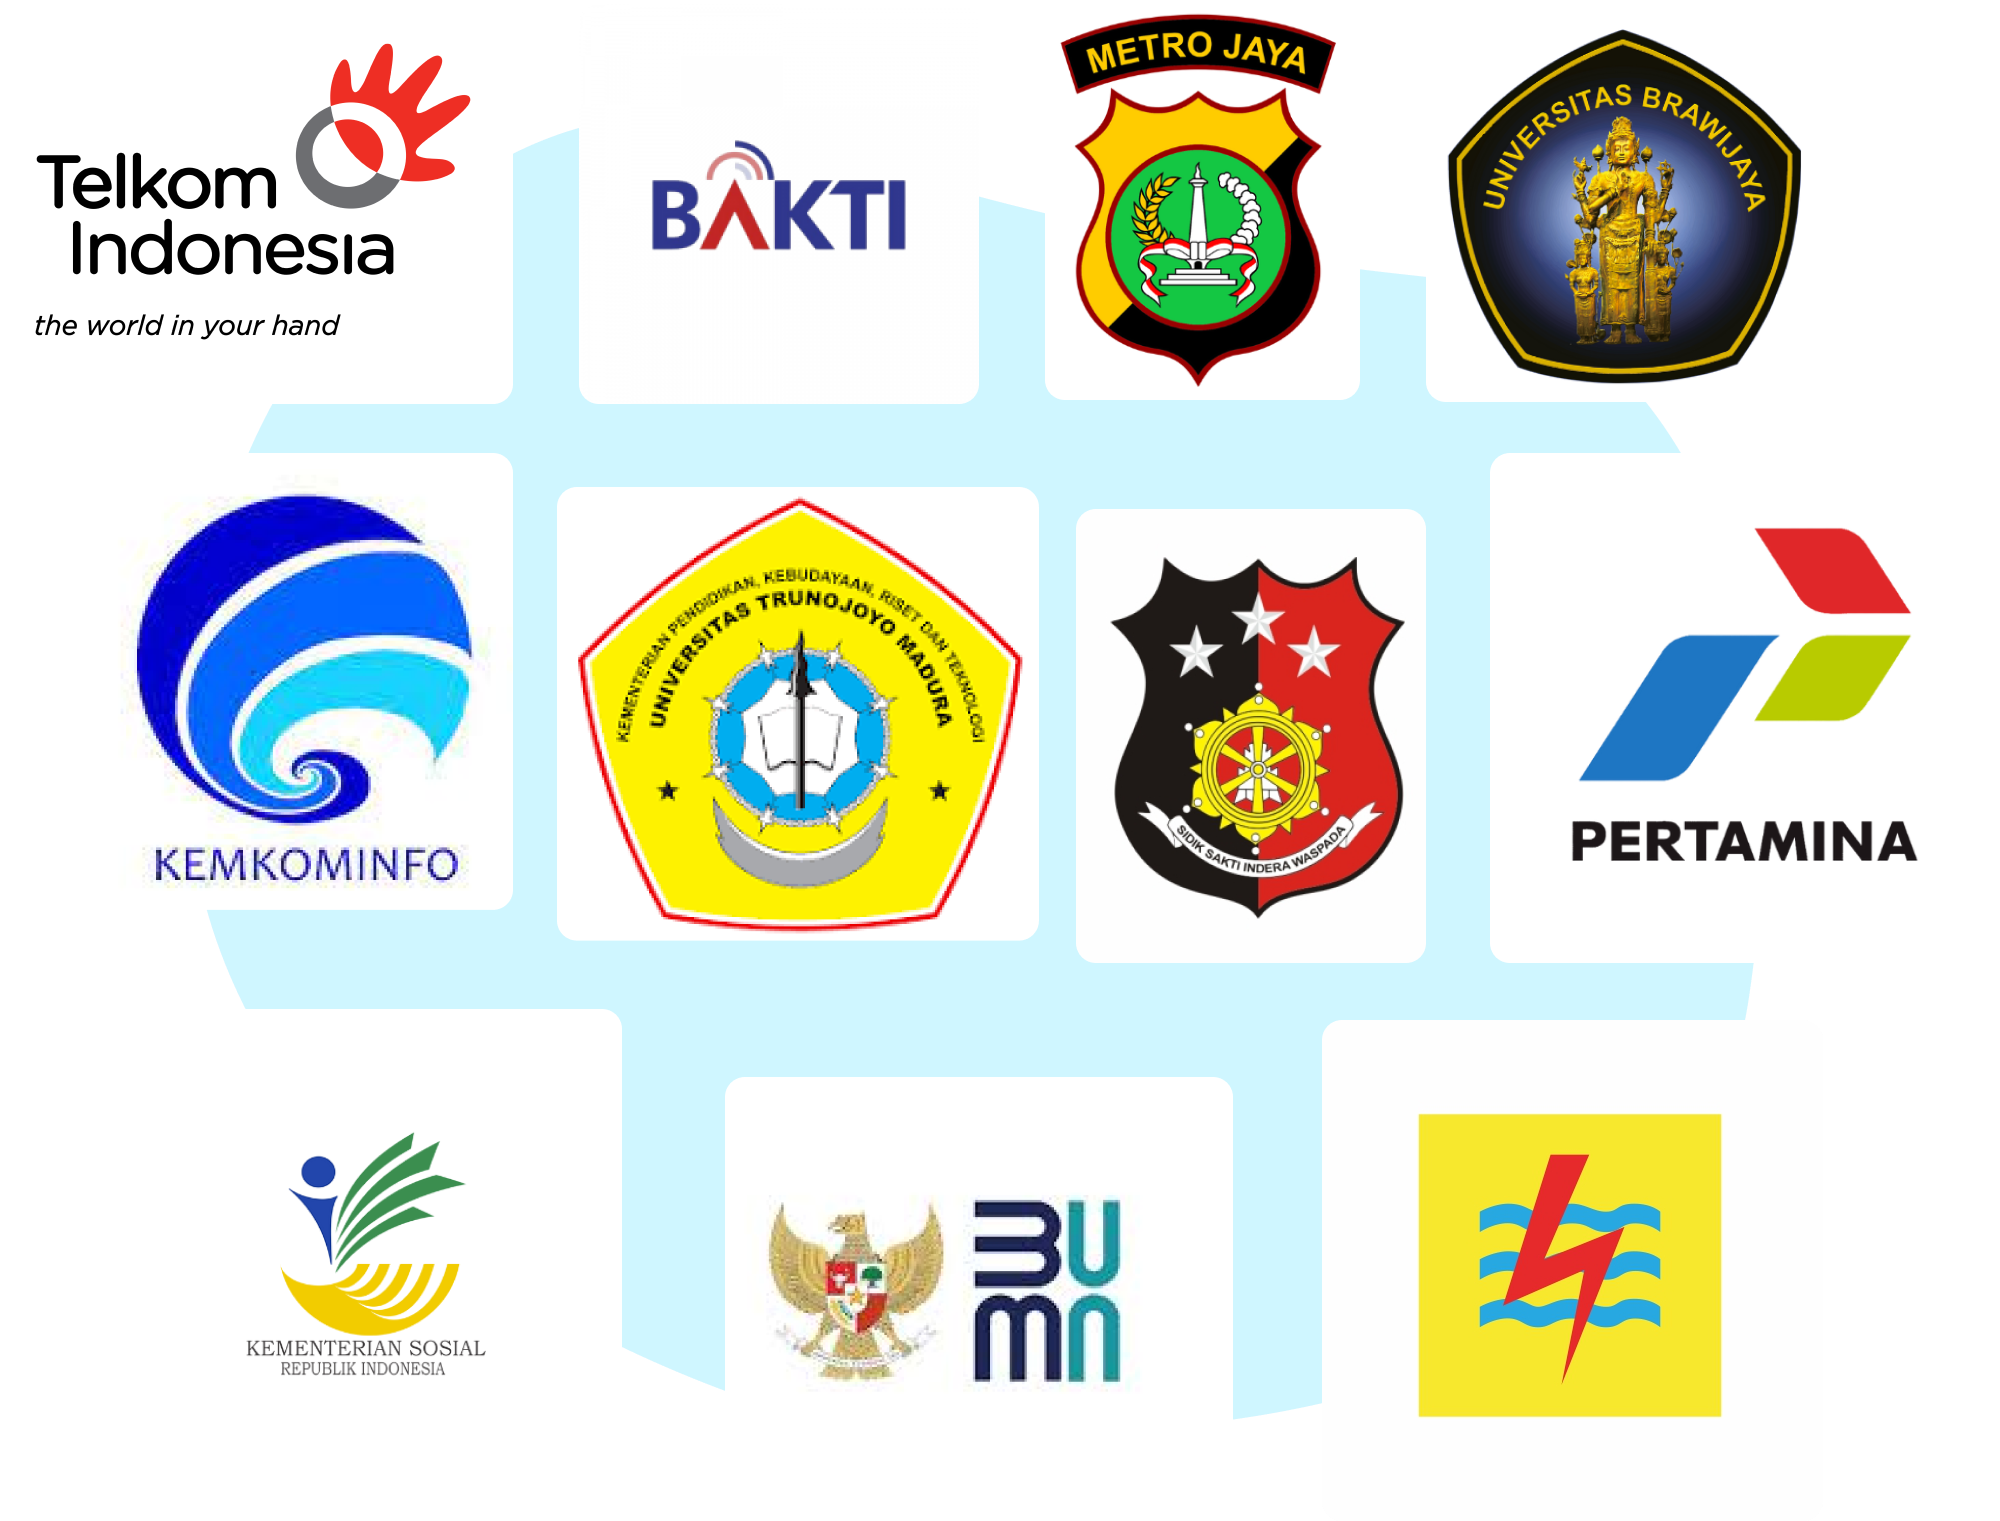 Telkom
Indonesia
the world in your hand
BAKTI
METRO JAYA
UNIVERSITAS BRAWIJAYA
KEMKOMINFO
KEMENTERIAN PENDIDIKAN, KEBUDAYAAN, RISET DAN TEKNOLOGI
UNIVERSITAS TRUNOJOYO MADURA
SIDIK SAKTI INDERA WASPADA
PERTAMINA
KEMENTERIAN SOSIAL
REPUBLIK INDONESIA
BUMN